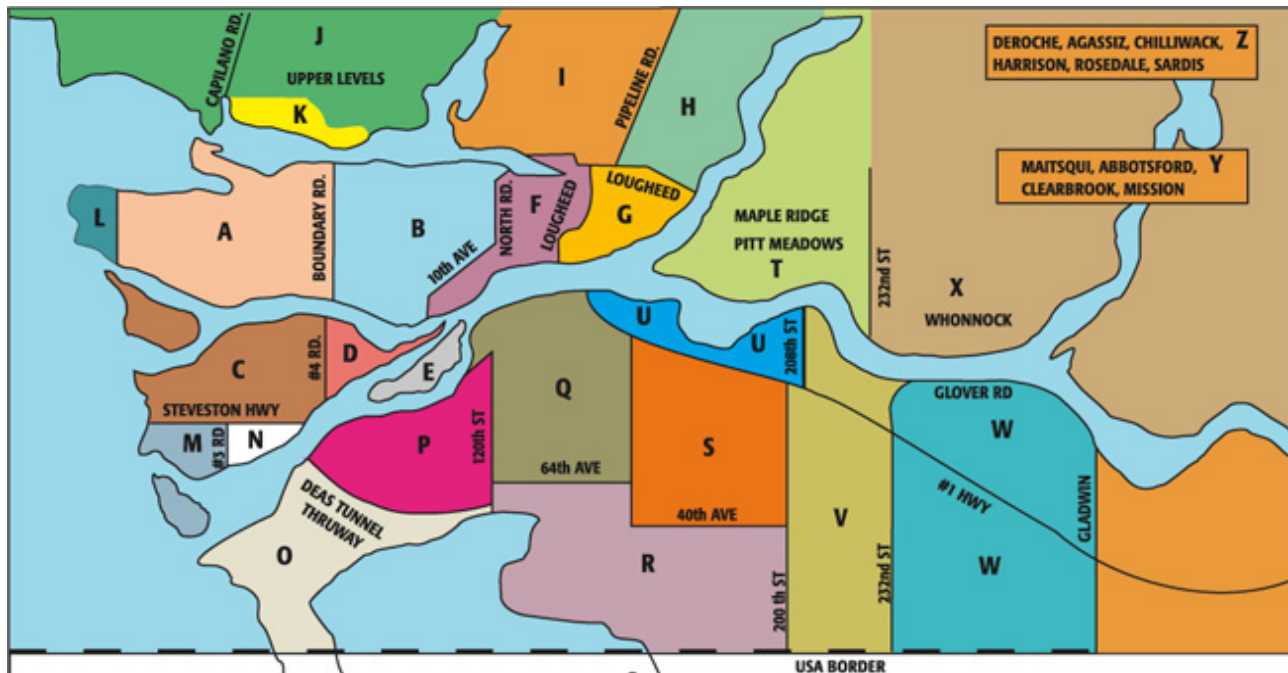 J
UPPER LEVELS
CAPILANO RD.
K
I
PIPELINE RD.
H
DEROCHE, AGASSIZ, CHILLIWACK, Z
HARRISON, ROSEDALE, SARDIS
MAITSQUI, ABBOTSFORD, Y
CLEARBROOK, MISSION
L
A
BOUNDARY RD.
B
10th AVE
NORTH RD.
F
LOUGHEED
LOUGHEED
G
MAPLE RIDGE
PITT MEADOWS
T
232nd ST
X
WHONNOCK
C
#4 RD.
D
E
STEVESTON HWY
M
#3 RD
N
P
120th ST
Q
64th AVE
U
U
208th ST
S
40th AVE
GLOVER RD
W
#1 HWY
GLADWIN
DEAS TUNNEL
THRUWAY
O
R
200 th ST
V
232nd ST
W
USA BORDER